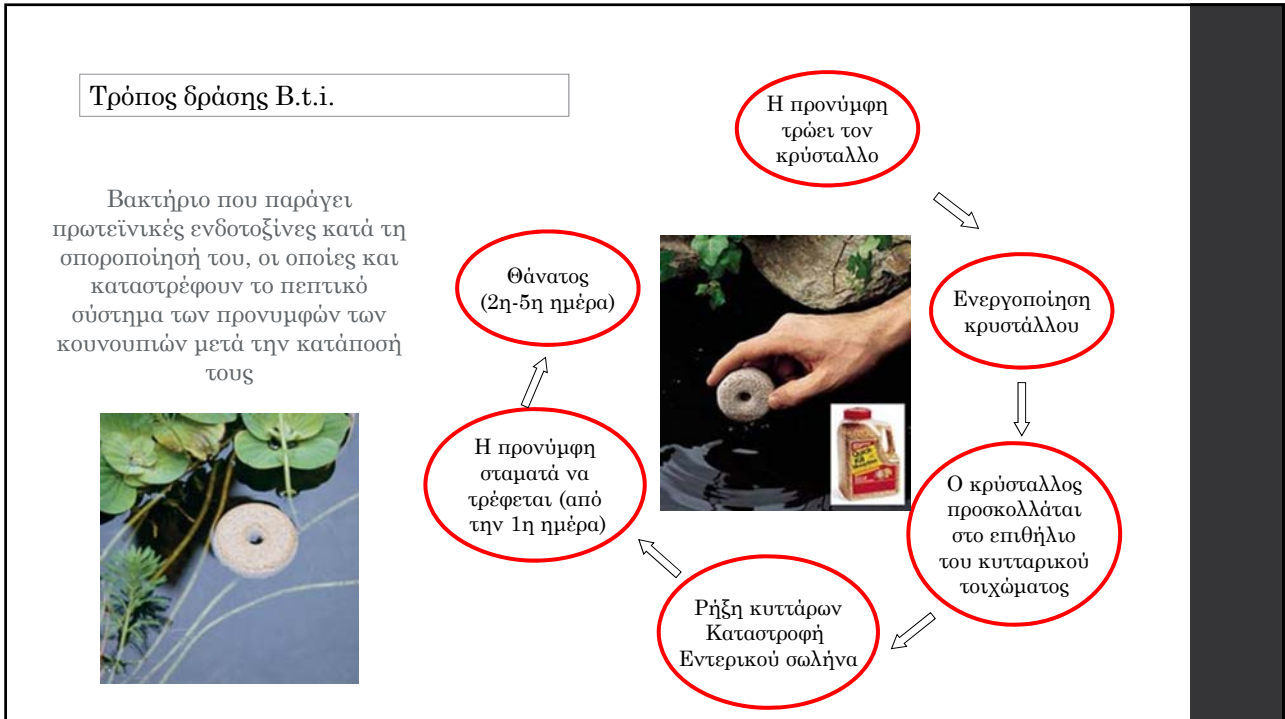 Τρόπος δράσης B.t.i.
Βακτήριο που παράγει
πρωτεϊνικές ενδοτοξίνες κατά τη
σποροποίησή του, οι οποίες και
καταστρέφουν το πεπτικό
σύστημα των προνυμφών των
κουνουπιών μετά την κατάποσή
τους
Η προνύμφη
τρώει τον
κρύσταλλο
Ενεργοποίηση
κρυστάλλου
Ο κρύσταλλος
προσκολλάται
στο επιθήλιο
του κυτταρικού
τοιχώματος
Ρήξη κυττάρων
Καταστροφή
Εντερικού σωλήνα
Η προνύμφη
σταματά να
τρέφεται (από
την 1η ημέρα)
Θάνατος
(2η-5η ημέρα)